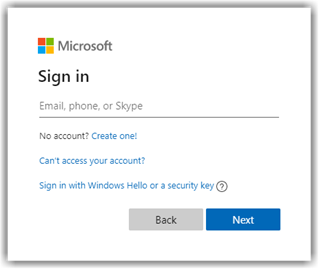 Microsoft
Sign in
Email, phone, or Skype
No account? Create one!
Can't access your account?
Sign in with Windows Hello or a security key ?
Back Next